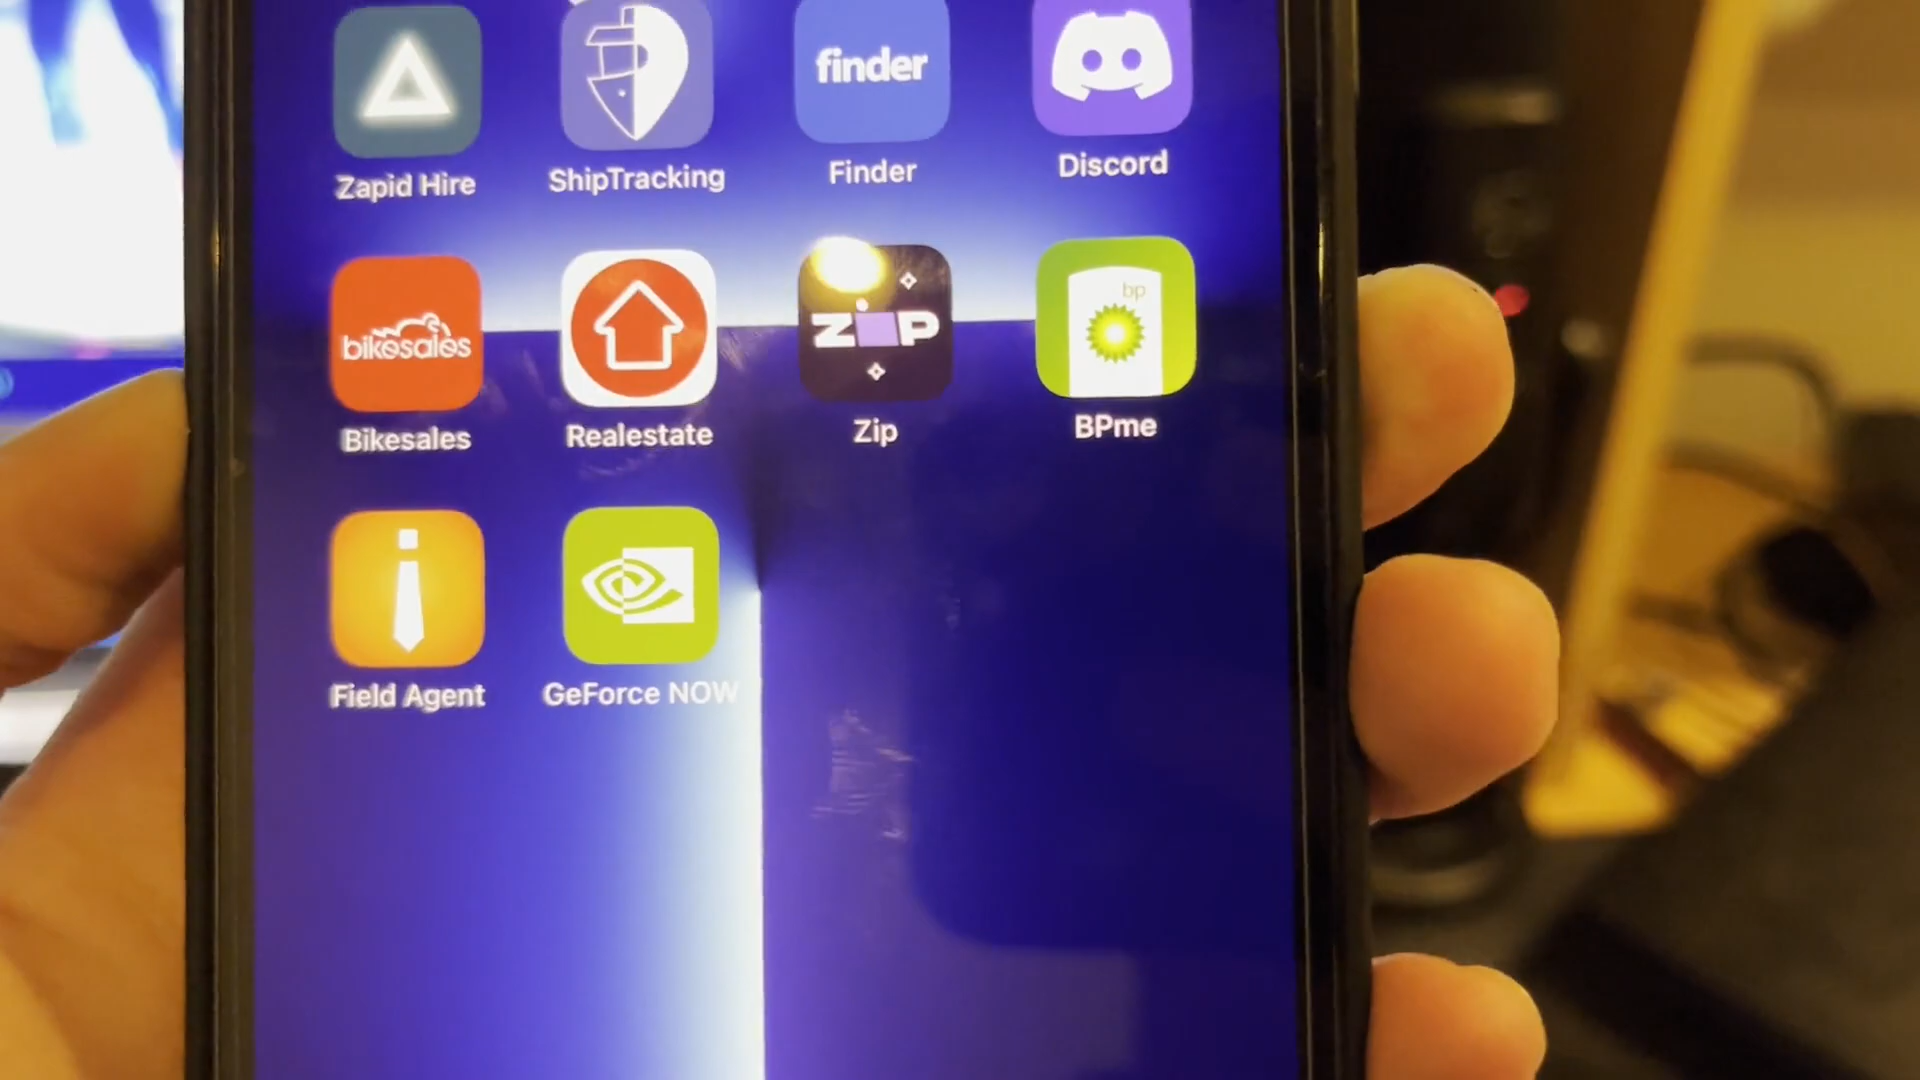 finder
Zapid Hire
ShipTracking
Finder
Discord
bikesales
zip
bp
Bikesales
Realestate
Zip
BPme
Field Agent
GeForce NOW